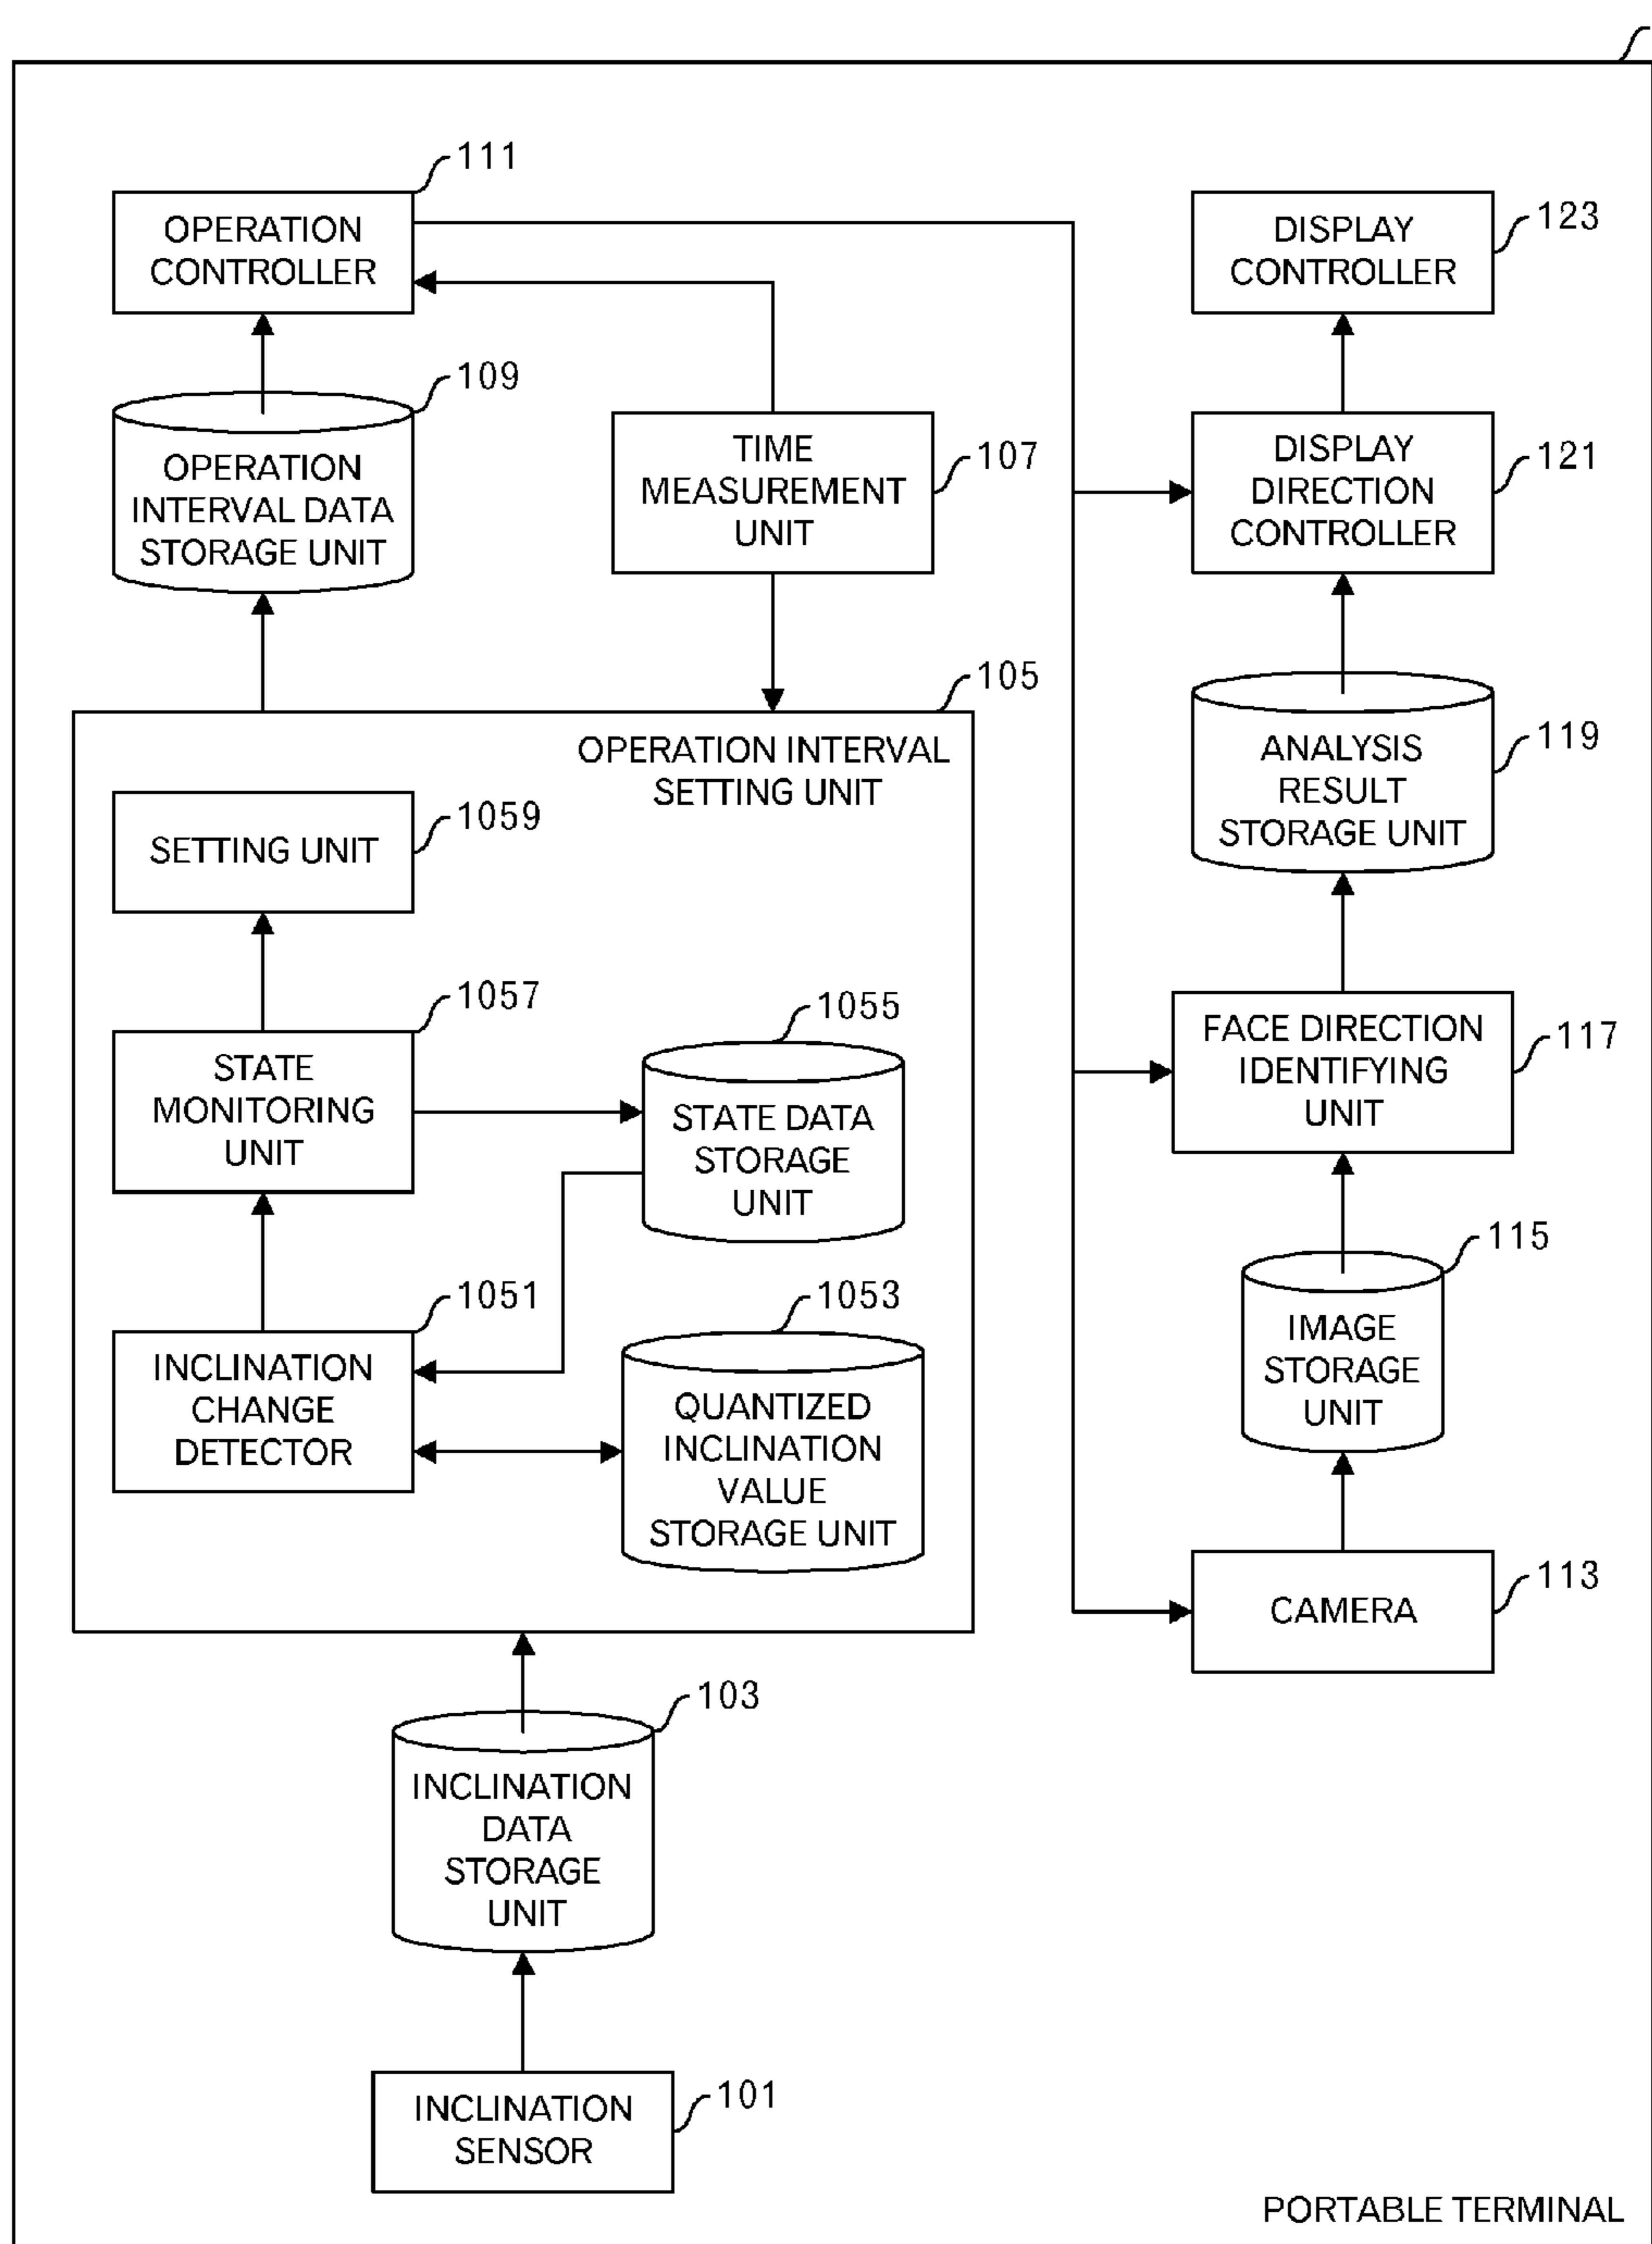 111
OPERATION
CONTROLLER
123
DISPLAY
CONTROLLER
109
OPERATION
INTERVAL DATA
STORAGE UNIT
TIME
MEASUREMENT
UNIT
107
DISPLAY
DIRECTION
CONTROLLER
121
105
OPERATION INTERVAL
SETTING UNIT
119
ANALYSIS
RESULT
STORAGE UNIT
1059
SETTING UNIT
1057
STATE
MONITORING
UNIT
1055
STATE DATA
STORAGE
UNIT
FACE DIRECTION
IDENTIFYING
UNIT
117
115
IMAGE
STORAGE
UNIT
1051
INCLINATION
CHANGE
DETECTOR
1053
QUANTIZED
INCLINATION
VALUE
STORAGE UNIT
CAMERA
113
103
INCLINATION
DATA
STORAGE
UNIT
INCLINATION
SENSOR
101
PORTABLE TERMINAL